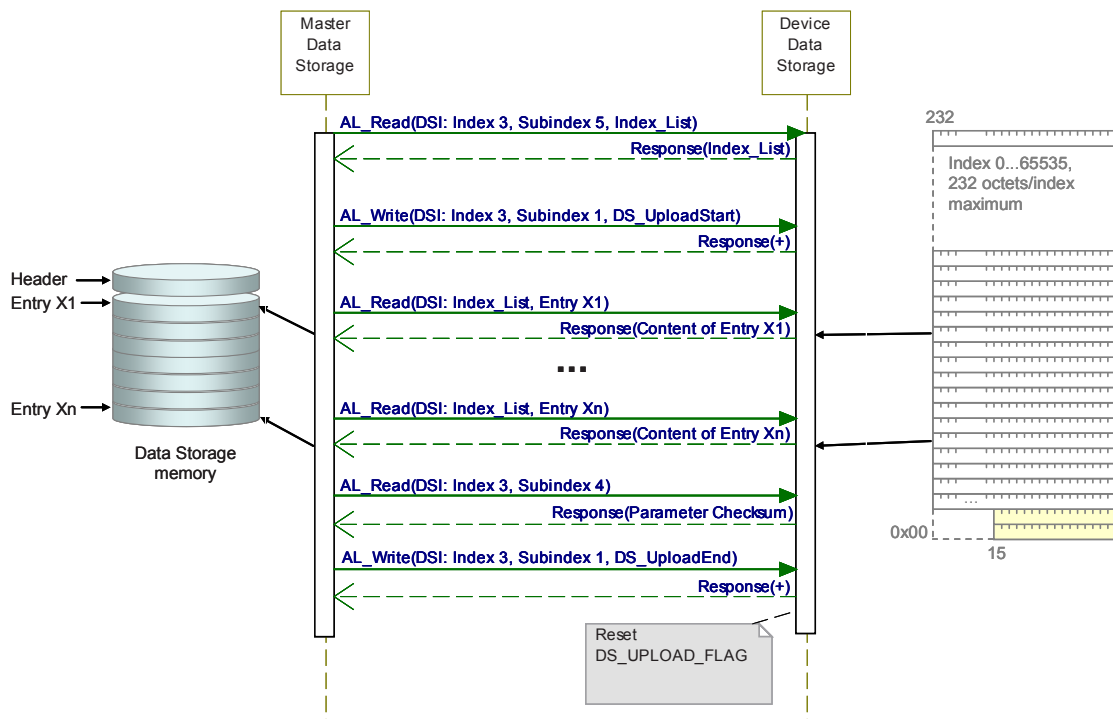 Master
Data
Storage
Device
Data
Storage
AL_Read(DSI: Index 3, Subindex 5, Index_List)
Response(Index_List)
AL_Write(DSI: Index 3, Subindex 1, DS_UploadStart)
Response(+)
AL_Read(DSI: Index_List, Entry X1)
Response(Content of Entry X1)
...
AL_Read(DSI: Index_List, Entry Xn)
Response(Content of Entry Xn)
AL_Read(DSI: Index 3, Subindex 4)
Response(Parameter Checksum)
AL_Write(DSI: Index 3, Subindex 1, DS_UploadEnd)
Response(+)
Reset
DS_UPLOAD_FLAG
Header
Entry X1
Entry Xn
Data Storage
memory
232
Index 0...65535,
232 octets/index
maximum
...
0x00
15